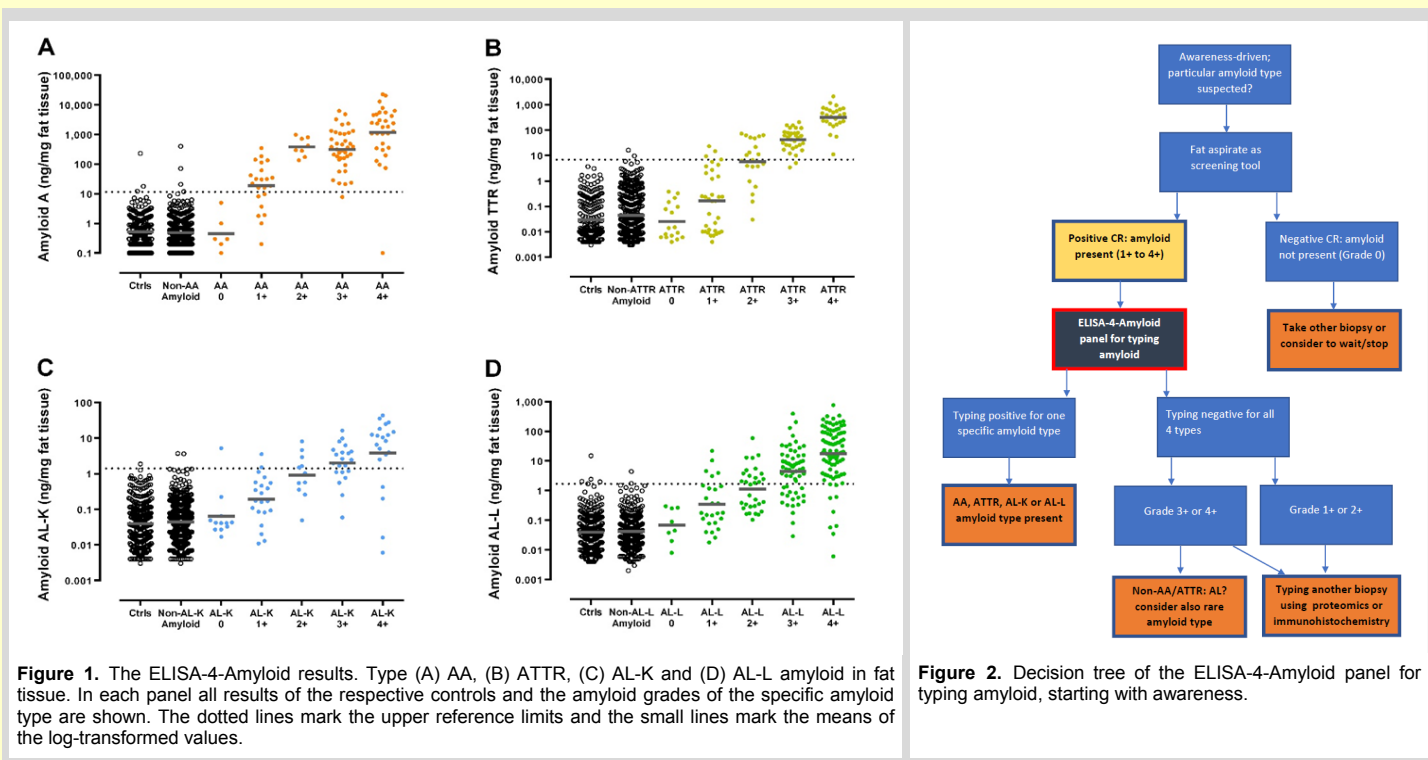 A
Amyloid A (ng/mg fat tissue)
100,000
10,000
1,000
100
10
1
0.1
Ctrls
Non-AA
Amyloid
AA
0
AA
1+
AA
2+
AA
3+
AA
4+
B
Amyloid TTR (ng/mg fat tissue)
10,000
1,000
100
10
1
0.1
0.01
0.001
Ctrls
Non-ATTR
Amyloid
ATTR
0
ATTR
1+
ATTR
2+
ATTR
3+
ATTR
4+
C
Amyloid AL-K (ng/mg fat tissue)
100
10
1
0.1
0.01
0.001
Ctrls
Non-AL-K
Amyloid
AL-K
0
AL-K
1+
AL-K
2+
AL-K
3+
AL-K
4+
D
Amyloid AL-L (ng/mg fat tissue)
1,000
100
10
1
0.1
0.01
0.001
Ctrls
Non-AL-L
Amyloid
AL-L
0
AL-L
1+
AL-L
2+
AL-L
3+
AL-L
4+
Figure 1. The ELISA-4-Amyloid results. Type (A) AA, (B) ATTR, (C) AL-K and (D) AL-L amyloid in fat
tissue. In each panel all results of the respective controls and the amyloid grades of the specific amyloid
type are shown. The dotted lines mark the upper reference limits and the small lines mark the means of
the log-transformed values.
Awareness-driven;
particular amyloid type
suspected?
Fat aspirate as
screening tool
Positive CR: amyloid
present (1+ to 4+)
Negative CR: amyloid
not present (Grade 0)
ELISA-4-Amyloid
panel for typing
amyloid
Take other biopsy or
consider to wait/stop
Typing positive for one
specific amyloid type
Typing negative for all
4 types
AA, ATTR, AL-K or AL-L
amyloid type present
Grade 3+ or 4+
Grade 1+ or 2+
Non-AA/ATTR: AL?
consider also rare
amyloid type
Typing another biopsy
using proteomics or
immunohistochemistry
Figure 2. Decision tree of the ELISA-4-Amyloid panel for
typing amyloid, starting with awareness.